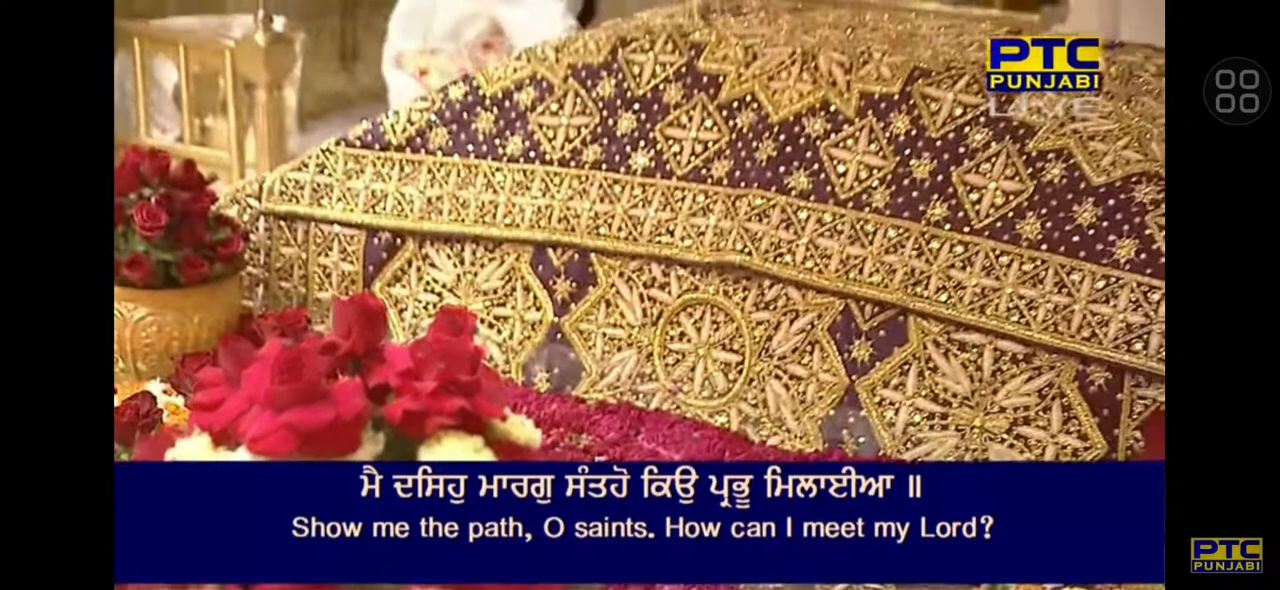 PTC
PUNJABI
LIVE
ਮੈ ਦਸਿਹੁ ਮਾਰਗੁ ਸੰਤਹੋ ਕਿਉ ਪ੍ਰਭੂ ਮਿਲਾਈਆ ॥
Show me the path, O saints. How can I meet my Lord?
PTC
PUNJABI